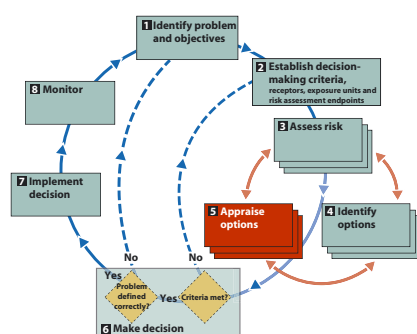 1 Identify problem
and objectives
2 Establish decision-
making criteria,
receptors, exposure units and
risk assessment endpoints
3 Assess risk
4 Identify
options
5 Appraise
options
6 Make decision
Yes
No
Problem
defined
correctly?
Yes
No
Criteria met?
7 Implement
decision
8 Monitor